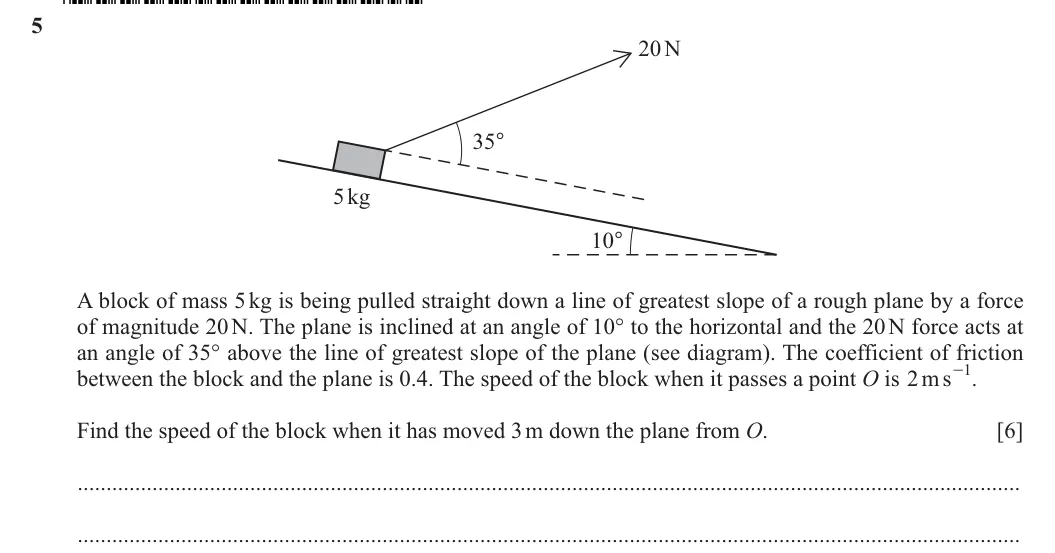 5
20 N
35°
5 kg
10°
A block of mass 5 kg is being pulled straight down a line of greatest slope of a rough plane by a force
of magnitude 20 N. The plane is inclined at an angle of 10° to the horizontal and the 20 N force acts at
an angle of 35° above the line of greatest slope of the plane (see diagram). The coefficient of friction
between the block and the plane is 0.4. The speed of the block when it passes a point O is 2 m s⁻¹.
Find the speed of the block when it has moved 3 m down the plane from O. [6]